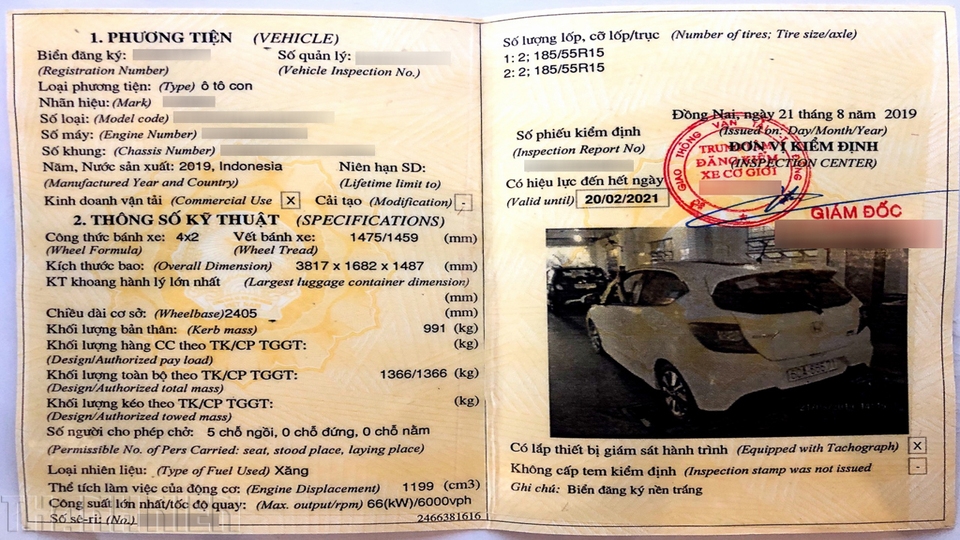 1. PHƯƠNG TIỆN (VEHICLE)
Biển đăng ký: Số quản lý:
(Registration Number) (Vehicle Inspection No.)
Loại phương tiện: (Type) ô tô con
Nhãn hiệu: (Mark)
Số loại: (Model code)
Số máy: (Engine Number)
Số khung: (Chassis Number)
Năm, Nước sản xuất: 2019, Indonesia Niên hạn SD:
(Manufactured Year and Country) (Lifetime limit to)
Kinh doanh vận tải (Commercial Use) X Cải tạo (Modification) -
2. THÔNG SỐ KỸ THUẬT (SPECIFICATIONS)
Công thức bánh xe: 4x2 Vết bánh xe: 1475/1459 (mm)
(Wheel Formula) (Wheel Tread)
Kích thước bao: (Overall Dimension) 3817 x 1682 x 1487 (mm)
KT khoang hành lý lớn nhất (Largest luggage container dimension)
(mm)
Chiều dài cơ sở: (Wheelbase) 2405 (mm)
Khối lượng bản thân: (Kerb mass) 991 (kg)
Khối lượng hàng CC theo TK/CP TGGT: (kg)
(Design/Authorized pay load)
Khối lượng toàn bộ theo TK/CP TGGT: 1366/1366 (kg)
(Design/Authorized total mass)
Khối lượng kéo theo TK/CP TGGT: (kg)
(Design/Authorized towed mass)
Số người cho phép chở: 5 chỗ ngồi, 0 chỗ đứng, 0 chỗ nằm
(Permissible No. of Pers Carried: seat, stood place, laying place)
Loại nhiên liệu: (Type of Fuel Used) Xăng
Thể tích làm việc của động cơ: (Engine Displacement) 1199 (cm3)
Công suất lớn nhất/tốc độ quay: (Max. output/rpm) 66(kW)/6000vph
Số sê-ri: (No.) 2466381616
Số lượng lốp, cỡ lốp/trục (Number of tires; Tire size/axle)
1: 2; 185/55R15
2: 2; 185/55R15
Đồng Nai, ngày 21 tháng 8 năm 2019
Số phiếu kiểm định (Issued on: Day/Month/Year)
(Inspection Report No) ĐƠN VỊ KIỂM ĐỊNH
(INSPECTION CENTER)
Có hiệu lực đến hết ngày
(Valid until) 20/02/2021
TRUNG TÂM
ĐĂNG KIỂM
XE CƠ GIỚI
GIÁM ĐỐC
Có lắp thiết bị giám sát hành trình (Equipped with Tachograph) X
Không cấp tem kiểm định (Inspection stamp was not issued) -
Ghi chú: Biển đăng ký nền trắng